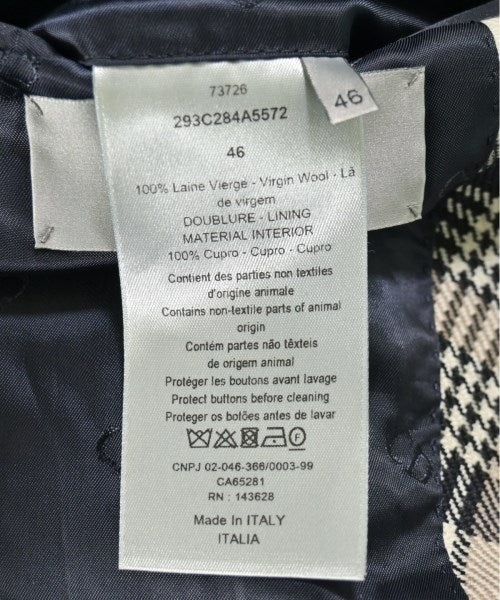 73726
293C284A5572
46
46
100% Laine Vierge - Virgin Wool - Lã
de virgem
DOUBLURE - LINING
MATERIAL INTERIOR
100% Cupro - Cupro - Cupro
Contient des parties non textiles
d'origine animale
Contains non-textile parts of animal
origin
Contém partes não têxteis
de origem animal
Protéger les boutons avant lavage
Protect buttons before cleaning
Proteger os botões antes de lavar
CNPJ 02-046-366/0003-99
CA65281
RN : 143628
Made In ITALY
ITALIA